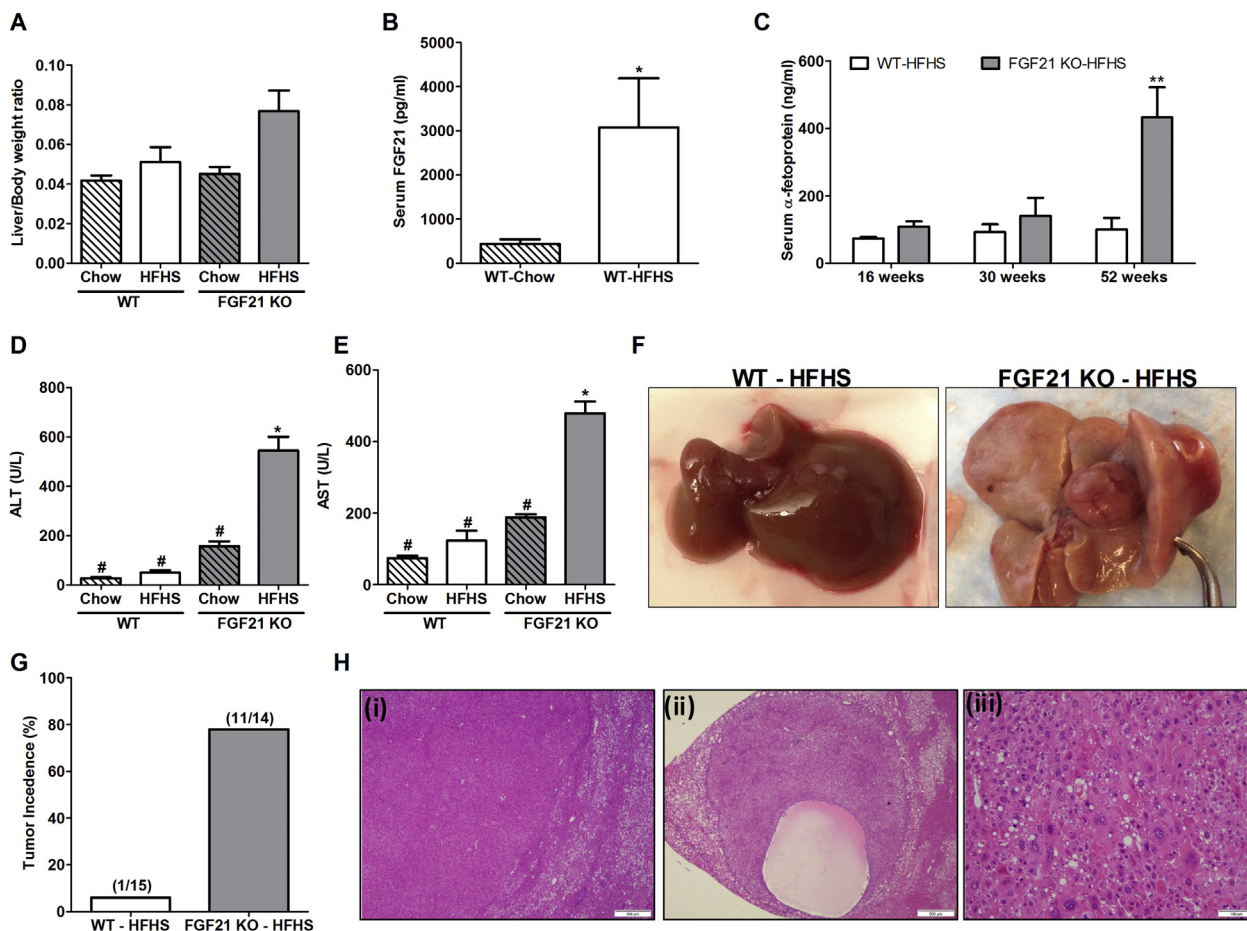 A
Liver/Body weight ratio
0.10
0.08
0.06
0.04
0.02
0.00
Chow HFHS Chow HFHS
WT FGF21 KO
B
Serum FGF21 (pg/ml)
5000
4000
3000
2000
1000
0
*
WT-Chow WT-HFHS
C
Serum α-fetoprotein (ng/ml)
WT-HFHS FGF21 KO-HFHS
600
400
200
0
**
16 weeks 30 weeks 52 weeks
D
ALT (U/L)
800
600
400
200
0
# # # *
Chow HFHS Chow HFHS
WT FGF21 KO
E
AST (U/L)
600
400
200
0
# # # *
Chow HFHS Chow HFHS
WT FGF21 KO
F
WT - HFHS FGF21 KO - HFHS
G
Tumor Incedence (%)
100
80
60
40
20
0
(1/15) (11/14)
WT - HFHS FGF21 KO - HFHS
H
(i) (ii) (iii)